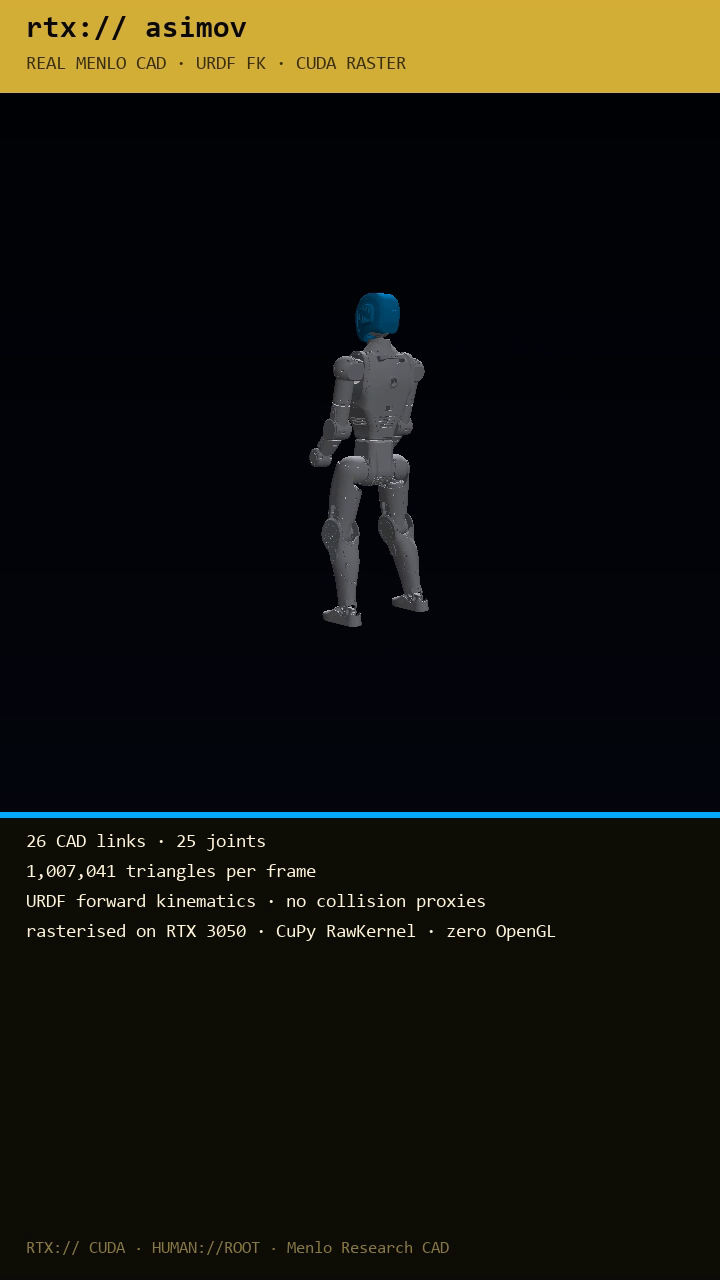 rtx:// asimov
REAL MENLO CAD · URDF FK · CUDA RASTER
26 CAD links · 25 joints
1,007,041 triangles per frame
URDF forward kinematics · no collision proxies
rasterised on RTX 3050 · CuPy RawKernel · zero OpenGL
RTX:// CUDA · HUMAN://ROOT · Menlo Research CAD